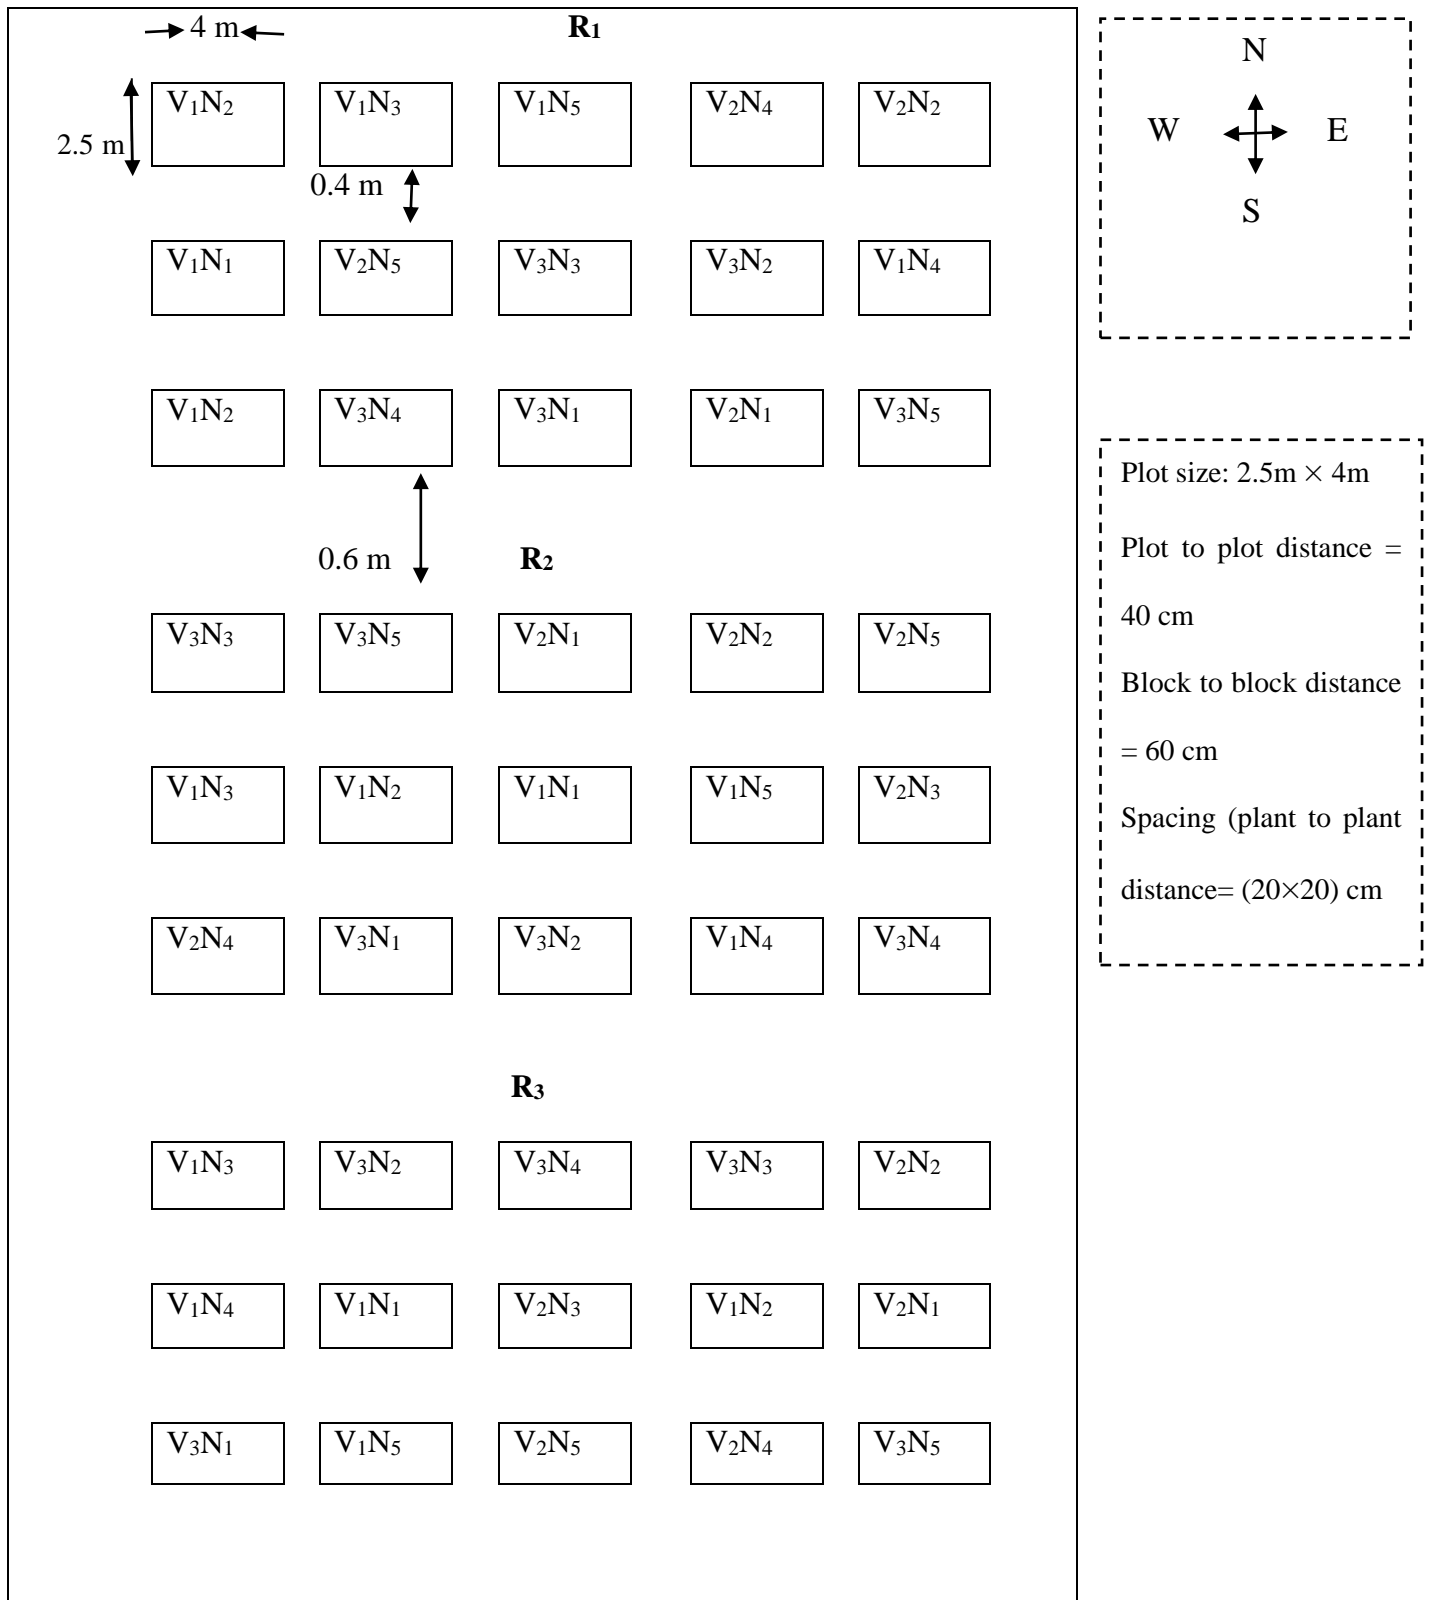 4 m R₁
N
V₁N₂ V₁N₃ V₁N₅ V₂N₄ V₂N₂
W E
2.5 m
0.4 m
S
V₁N₁ V₂N₅ V₃N₃ V₃N₂ V₁N₄
V₁N₂ V₃N₄ V₃N₁ V₂N₁ V₃N₅
0.6 m R₂
V₃N₃ V₃N₅ V₂N₁ V₂N₂ V₂N₅
V₁N₃ V₁N₂ V₁N₁ V₁N₅ V₂N₃
V₂N₄ V₃N₁ V₃N₂ V₁N₄ V₃N₄
R₃
V₁N₃ V₃N₂ V₃N₄ V₃N₃ V₂N₂
V₁N₄ V₁N₁ V₂N₃ V₁N₂ V₂N₁
V₃N₁ V₁N₅ V₂N₅ V₂N₄ V₃N₅
Plot size: 2.5m × 4m
Plot to plot distance =
40 cm
Block to block distance
= 60 cm
Spacing (plant to plant
distance= (20×20) cm